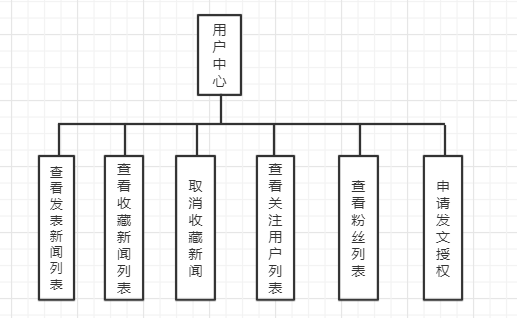 用户中心
查看发表新闻列表
查看收藏新闻列表
取消收藏新闻
查看关注用户列表
查看粉丝列表
申请发文授权